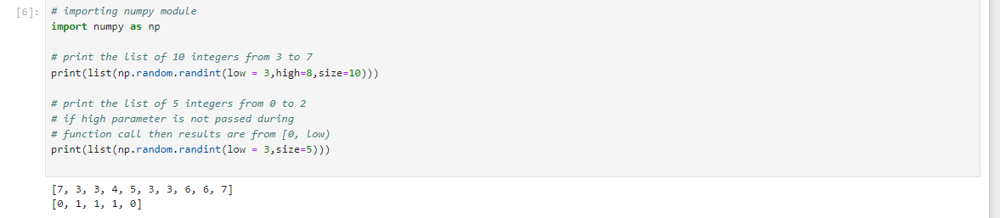 [6]: # importing numpy module
import numpy as np
# print the list of 10 integers from 3 to 7
print(list(np.random.randint(low = 3,high=8,size=10)))
# print the list of 5 integers from 0 to 2
# if high parameter is not passed during
# function call then results are from [0, low)
print(list(np.random.randint(low = 3,size=5)))
[7, 3, 3, 4, 5, 3, 3, 6, 6, 7]
[0, 1, 1, 1, 0]